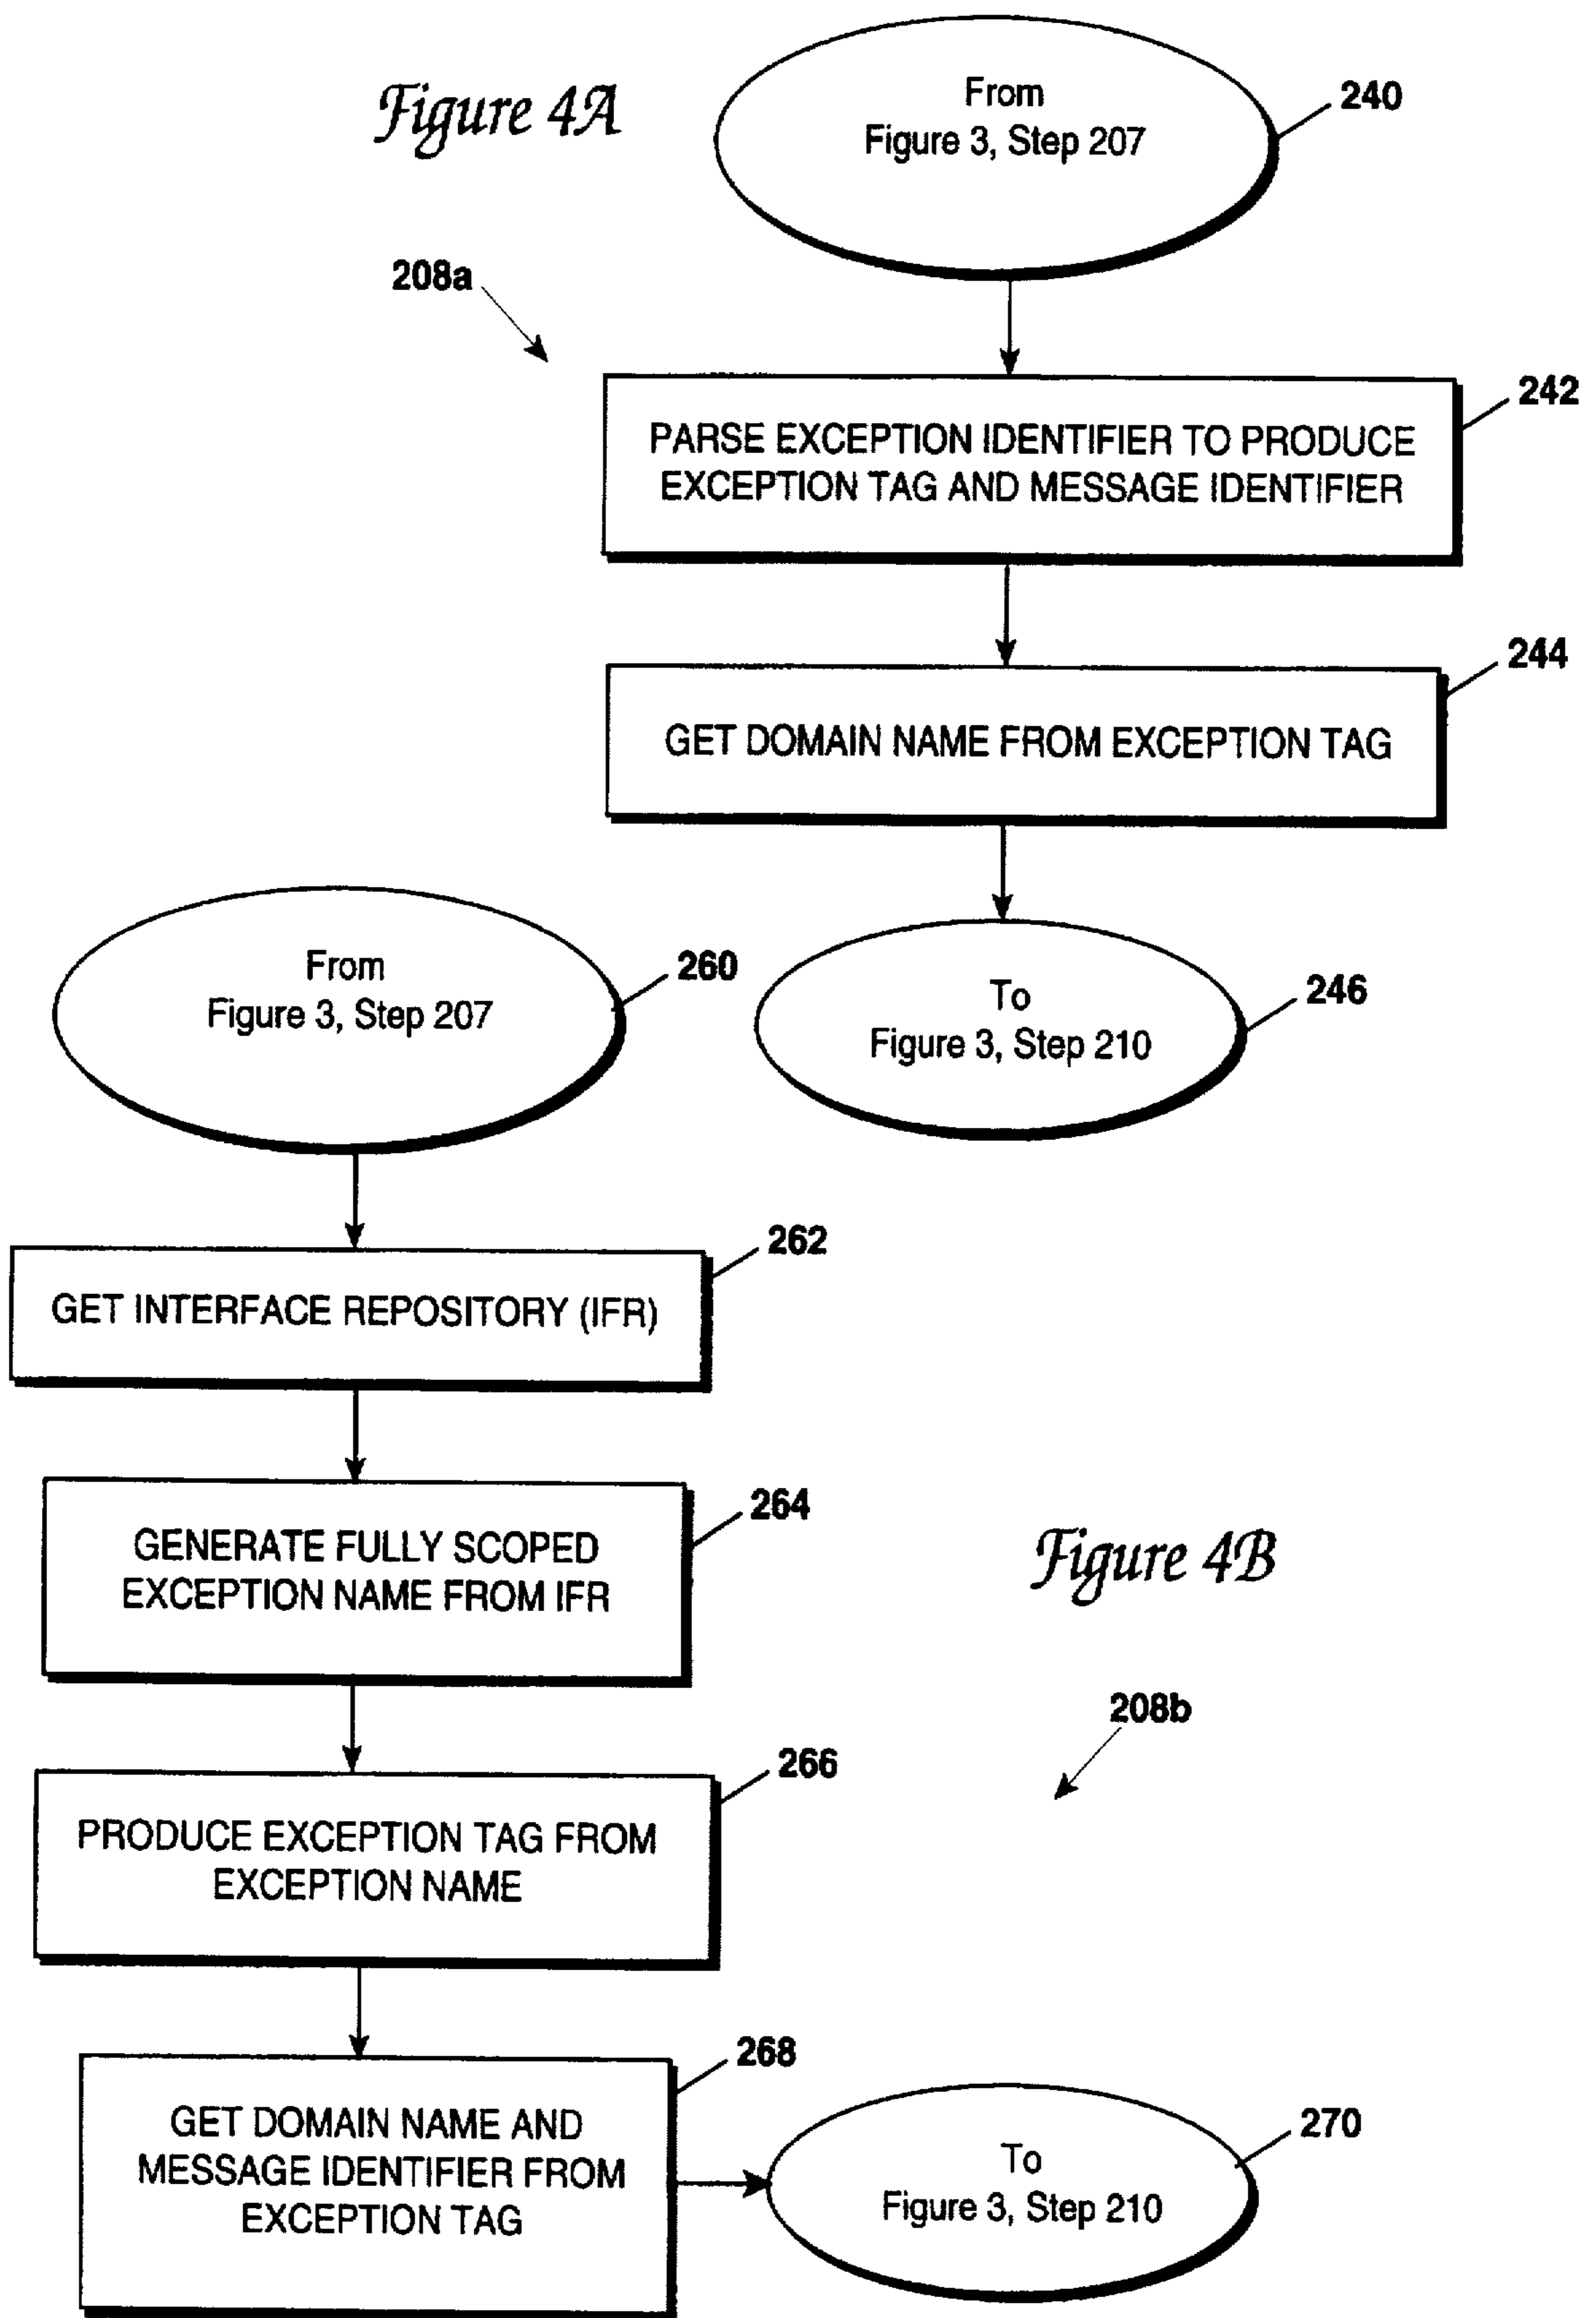 Figure 4A
From
Figure 3, Step 207
240
208a
242
PARSE EXCEPTION IDENTIFIER TO PRODUCE
EXCEPTION TAG AND MESSAGE IDENTIFIER
244
GET DOMAIN NAME FROM EXCEPTION TAG
To
Figure 3, Step 210
246
From
Figure 3, Step 207
260
262
GET INTERFACE REPOSITORY (IFR)
264
GENERATE FULLY SCOPED
EXCEPTION NAME FROM IFR
Figure 4B
208b
266
PRODUCE EXCEPTION TAG FROM
EXCEPTION NAME
268
GET DOMAIN NAME AND
MESSAGE IDENTIFIER FROM
EXCEPTION TAG
To
Figure 3, Step 210
270